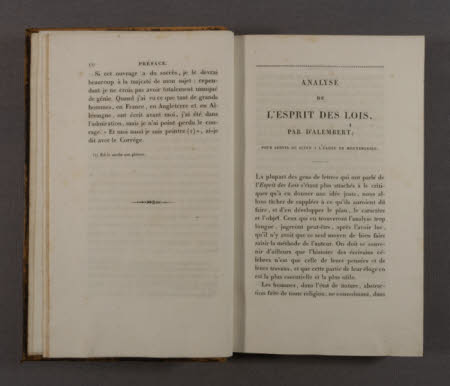 PRÉFACE.
Si cet ouvrage a du succès, je le devrai
beaucoup à la majesté de mon sujet : cepen-
dant je ne crois pas avoir totalement manqué
de génie. Quand j'ai vu ce que tant de grands
hommes, en France, en Angleterre et en Al-
lemagne, ont écrit avant moi, j'ai été dans
l'admiration, mais je n'ai point perdu le cou-
rage. « Et moi aussi je suis peintre (1) », ai-je
dit avec le Corrège.
(1) Ed io anche son pittore.
ANALYSE
DE
L'ESPRIT DES LOIS,
PAR D'ALEMBERT,
POUR SERVIR DE SUITE A L'ÉLOGE DE MONTESQUIEU.
La plupart des gens de lettres qui ont parlé de
l'Esprit des Lois s'étant plus attachés à le criti-
quer qu'à en donner une idée juste, nous al-
lons tâcher de suppléer à ce qu'ils auroient dû
faire, et d'en développer le plan, le caractère
et l'objet. Ceux qui en trouveront l'analyse trop
longue, jugeront peut-être, après l'avoir lue,
qu'il n'y avoit que ce seul moyen de bien faire
saisir la méthode de l'auteur. On doit se souve-
nir d'ailleurs que l'histoire des écrivains cé-
lèbres n'est que celle de leurs pensées et de
leurs travaux, et que cette partie de leur éloge en
est la plus essentielle et la plus utile.
Les hommes, dans l'état de nature, abstrac-
tion faite de toute religion, ne connoissant, dans